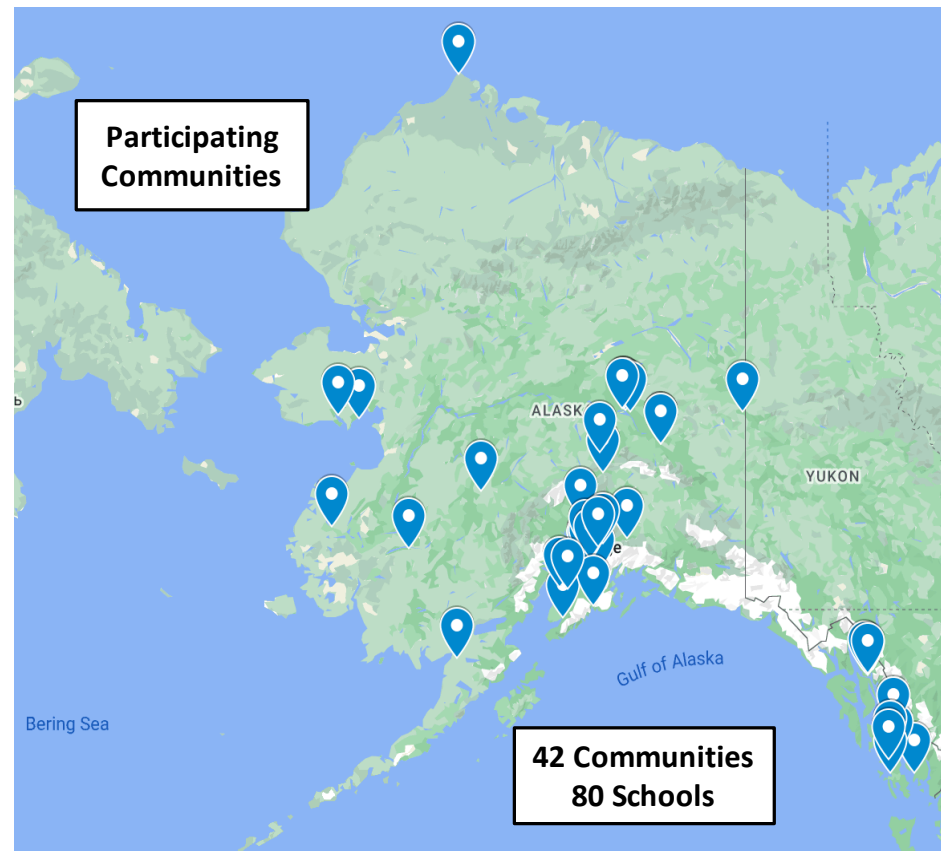 Participating
Communities
ALASK
YUKON
Gulf of Alaska
Bering Sea
42 Communities
80 Schools